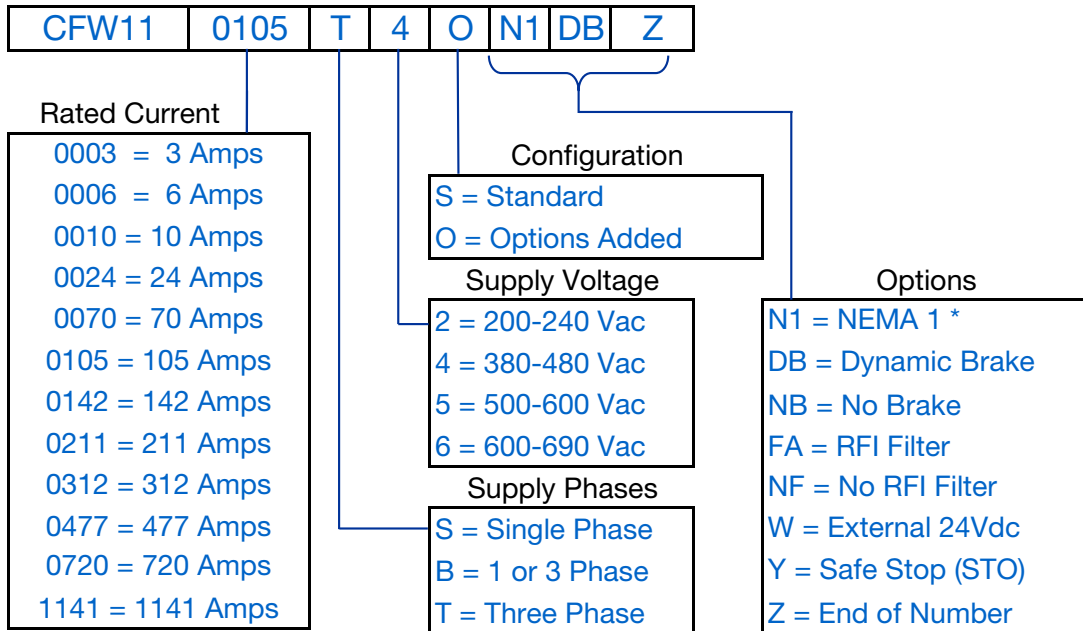 CFW11 0105 T 4 O N1 DB Z
Rated Current
0003 = 3 Amps
0006 = 6 Amps
0010 = 10 Amps
0024 = 24 Amps
0070 = 70 Amps
0105 = 105 Amps
0142 = 142 Amps
0211 = 211 Amps
0312 = 312 Amps
0477 = 477 Amps
0720 = 720 Amps
1141 = 1141 Amps
Configuration
S = Standard
O = Options Added
Supply Voltage
2 = 200-240 Vac
4 = 380-480 Vac
5 = 500-600 Vac
6 = 600-690 Vac
Supply Phases
S = Single Phase
B = 1 or 3 Phase
T = Three Phase
Options
N1 = NEMA 1 *
DB = Dynamic Brake
NB = No Brake
FA = RFI Filter
NF = No RFI Filter
W = External 24Vdc
Y = Safe Stop (STO)
Z = End of Number